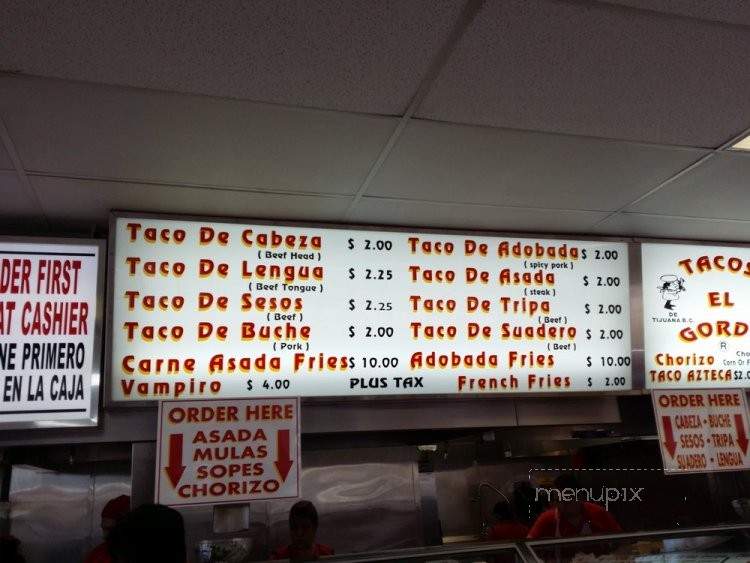 DER FIRST
AT CASHIER
NE PRIMERO
EN LA CAJA
Taco De Cabeza $ 2.00
( Beef Head )
Taco De Lengua $ 2.25
( Beef Tongue )
Taco De Sesos $ 2.25
( Beef )
Taco De Buche $ 2.00
( Pork )
Carne Asada Fries $ 10.00
Vampiro $ 4.00
PLUS TAX
Taco De Adobada $ 2.00
( spicy pork )
Taco De Asada $ 2.00
( steak )
Taco De Tripa $ 2.00
( Beef )
Taco De Suadero $ 2.00
( Beef )
Adobada Fries $ 10.00
French Fries $ 2.00
TACOS
EL
GORD
R
DE
TIJUANA B.C.
Chorizo
Corn Or F
TACO AZTECA $2.0
ORDER HERE
ASADA
MULAS
SOPES
CHORIZO
ORDER HERE
CABEZA - BUCHE
SESOS - TRIPA
SUADERO - LENGUA
menupix